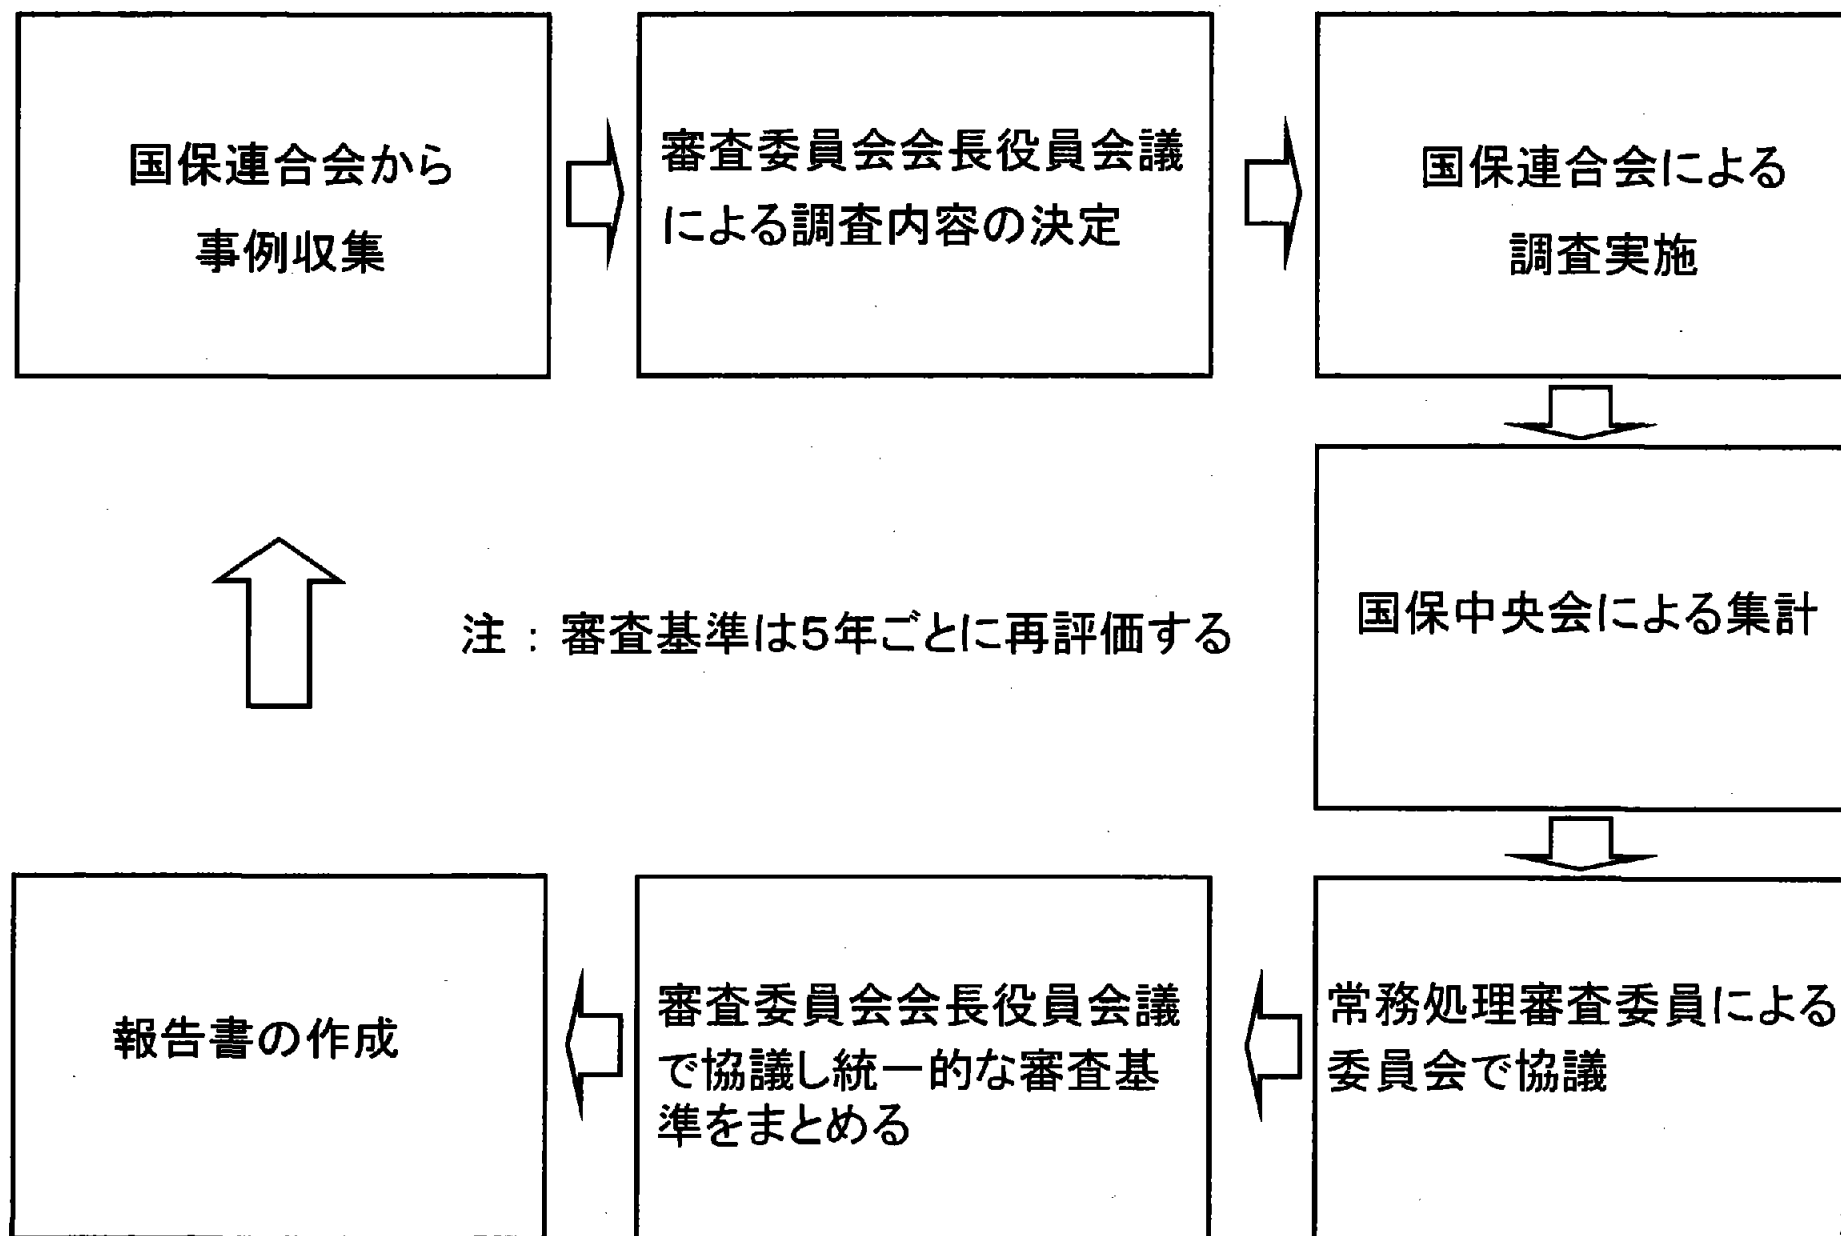 国保連合会から
事例収集
審査委員会会長役員会議
による調査内容の決定
国保連合会による
調査実施
国保中央会による集計
注：審査基準は5年ごとに再評価する
常務処理審査委員による
委員会で協議
審査委員会会長役員会議
で協議し統一的な審査基
準をまとめる
報告書の作成